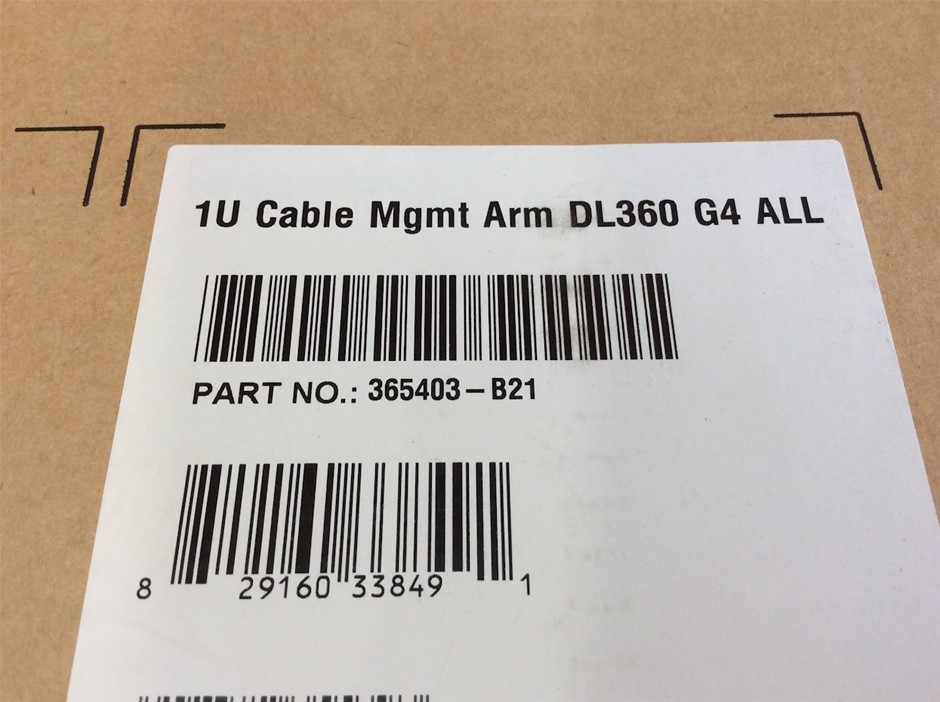 1U Cable Mgmt Arm DL360 G4 ALL
PART NO.: 365403-B21
8 29160 33849 1